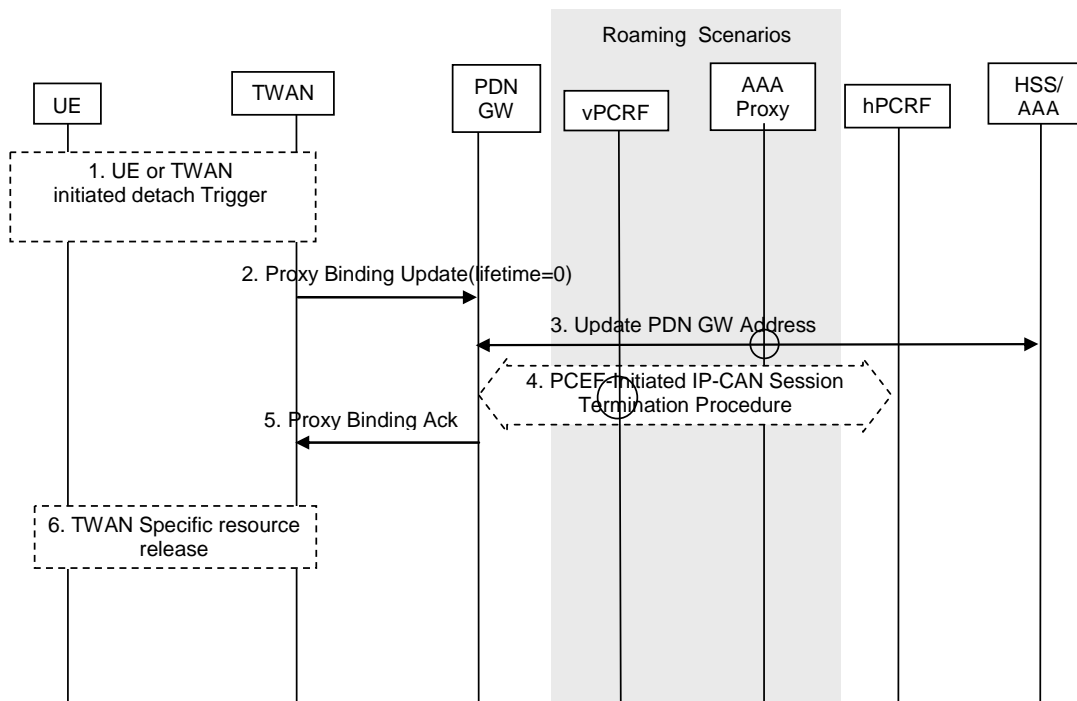 Roaming Scenarios
UE
TWAN
PDN
GW
vPCRF
AAA
Proxy
hPCRF
HSS/
AAA
1. UE or TWAN
initiated detach Trigger
2. Proxy Binding Update(lifetime=0)
3. Update PDN GW Address
4. PCEF-Initiated IP-CAN Session
Termination Procedure
5. Proxy Binding Ack
6. TWAN Specific resource
release